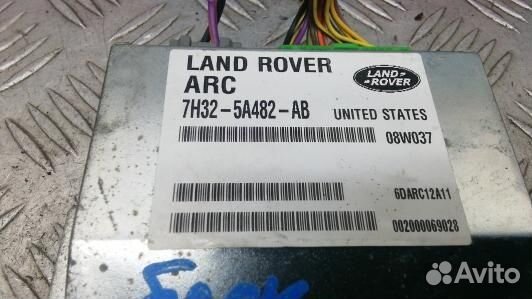 LAND ROVER
ARC
LAND-ROVER
7H32-5A482-AB UNITED STATES
08W037
6DARC12A11
002000069028
Avito